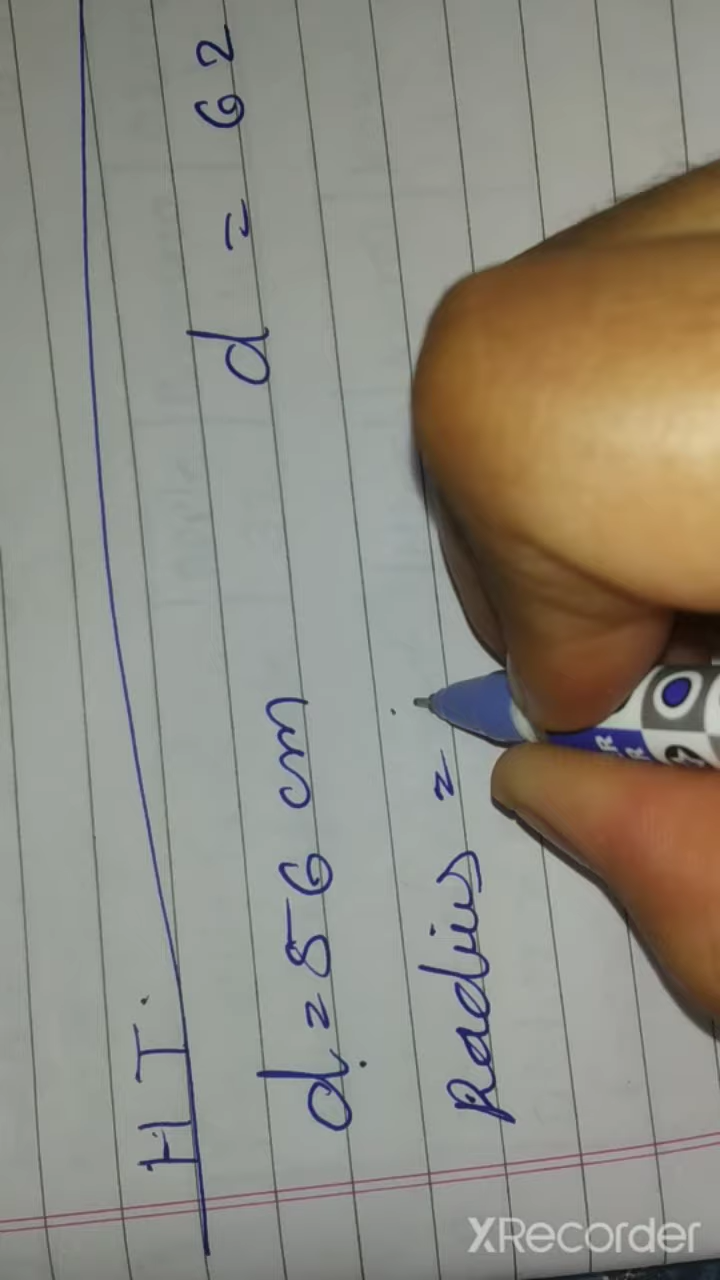 H T.
d = 56 cm d = 62
Radius =
XRecorder